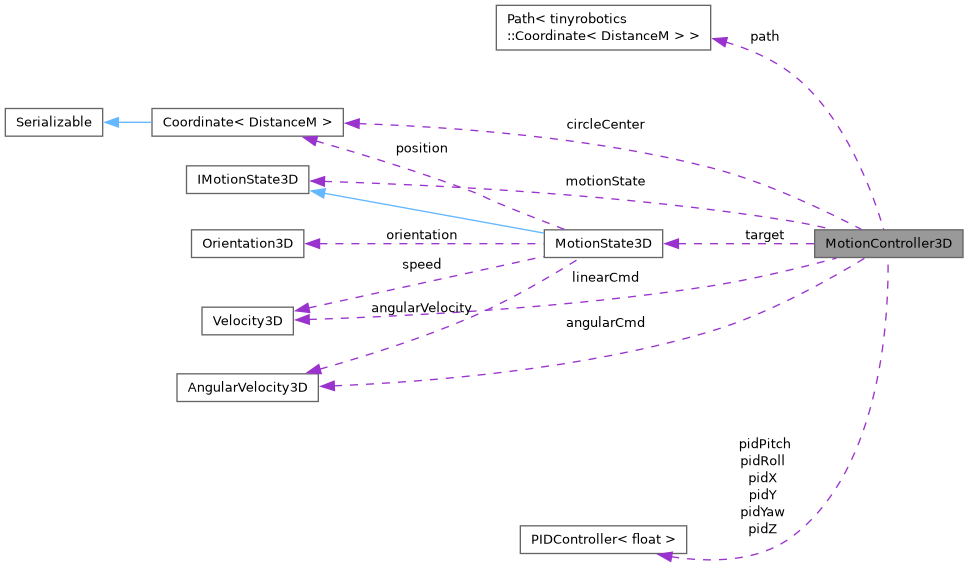 Path< tinyrobotics
::Coordinate< DistanceM > >
path
Serializable
Coordinate< DistanceM >
circleCenter
position
IMotionState3D
motionState
Orientation3D
orientation
MotionState3D
target
MotionController3D
speed
linearCmd
Velocity3D
angularVelocity
angularCmd
AngularVelocity3D
pidPitch
pidRoll
pidX
pidY
pidYaw
pidZ
PIDController< float >